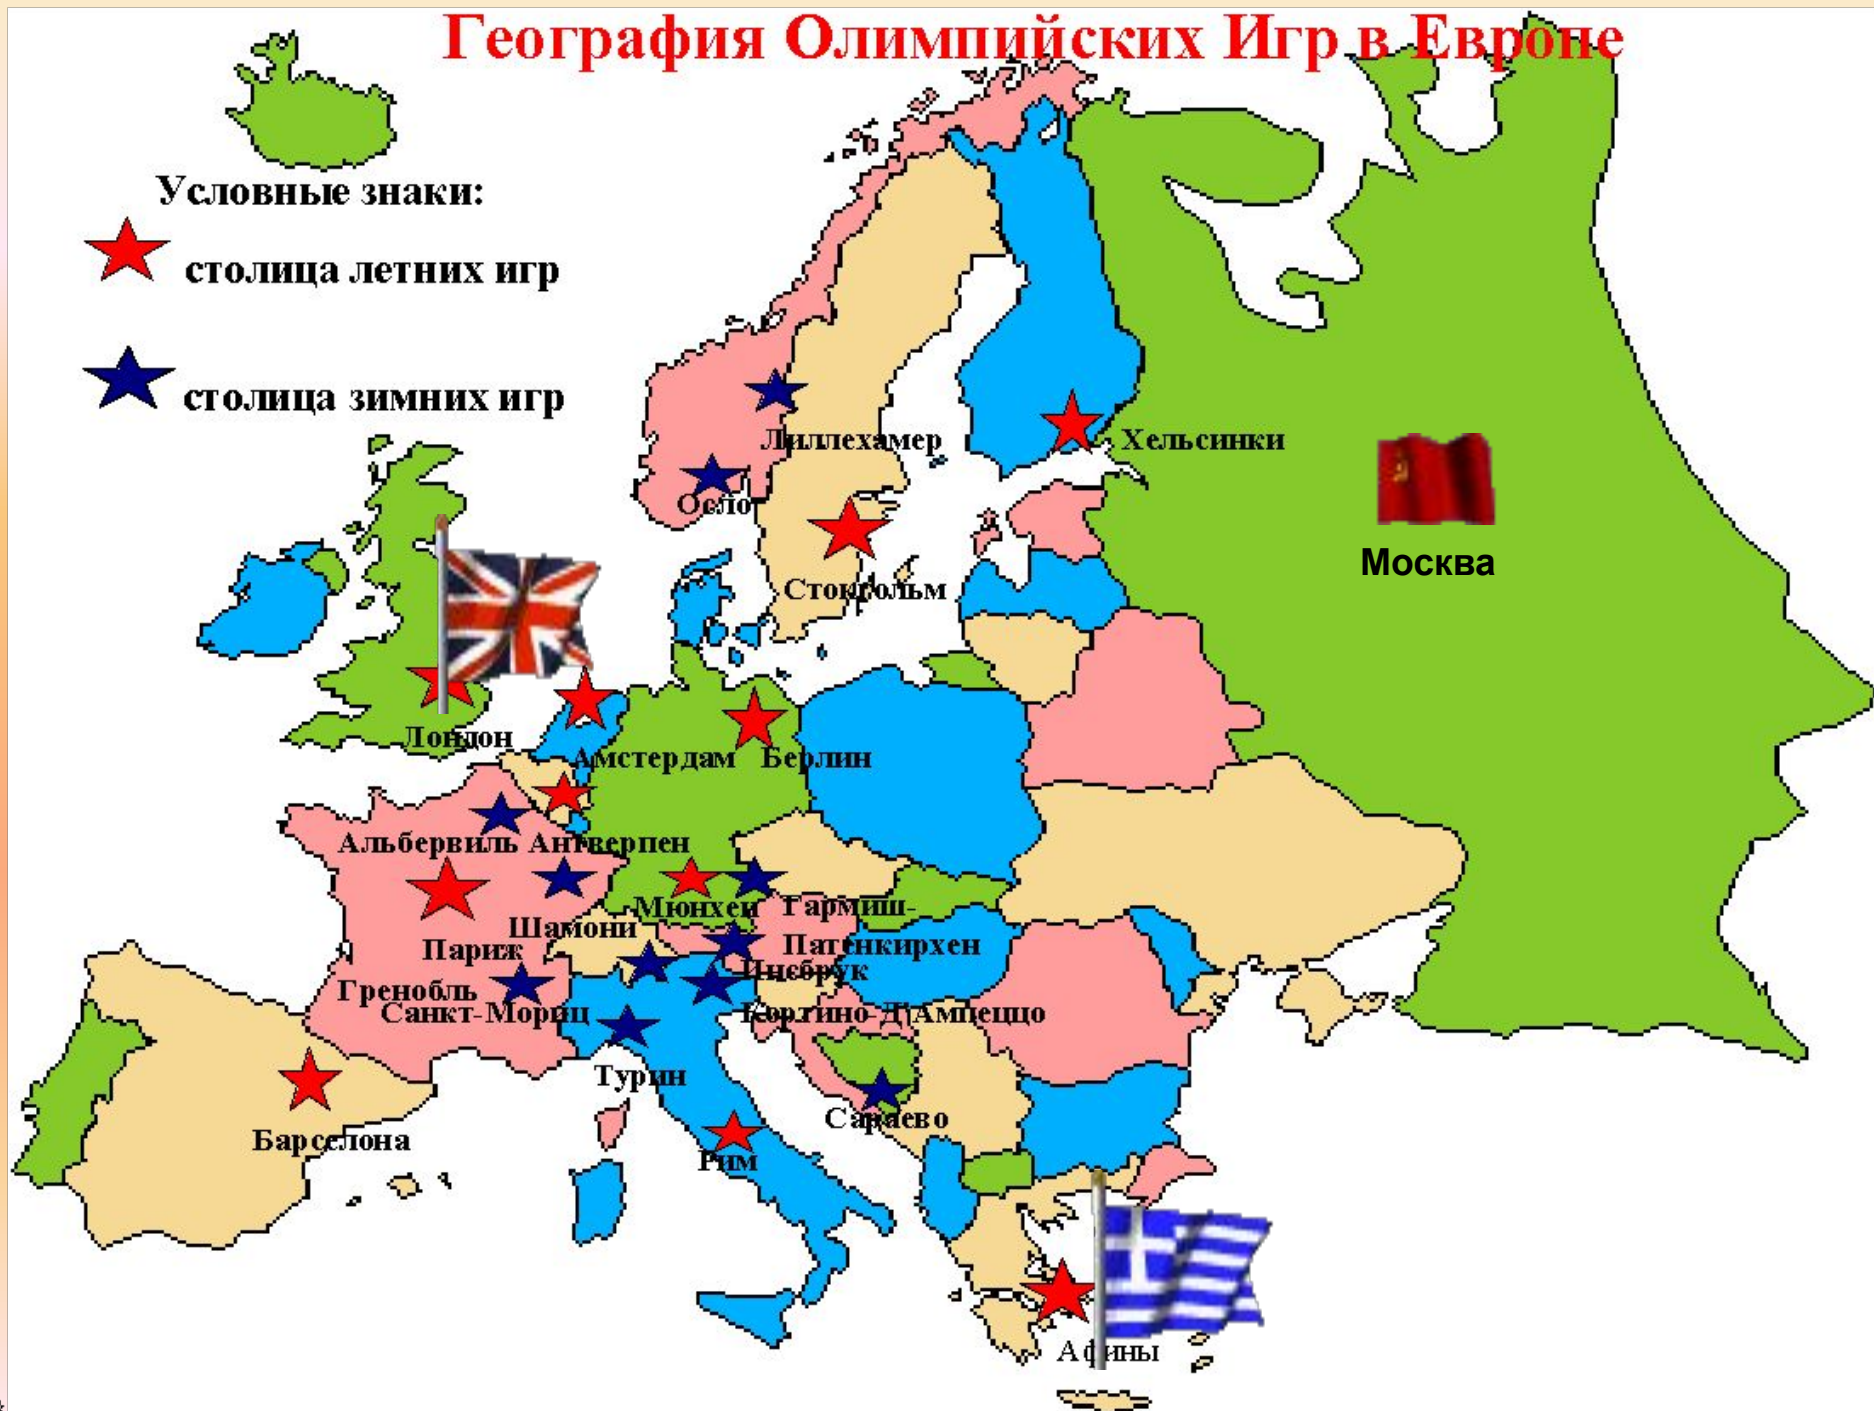 География Олимпийских Игр в Европе
Условные знаки:
столица летних игр
столица зимних игр
Лиллехамер
Хельсинки
Осло
Москва
Стокгольм
Лондон
Амстердам
Берлин
Альбервиль
Антверпен
Мюнхен
Гармиш-
Патенкирхен
Шамони
Париж
Инсбрук
Гренобль
Санкт-Мориц
Кортино-Д'Ампеццо
Турин
Сараево
Барселона
Рим
Афины